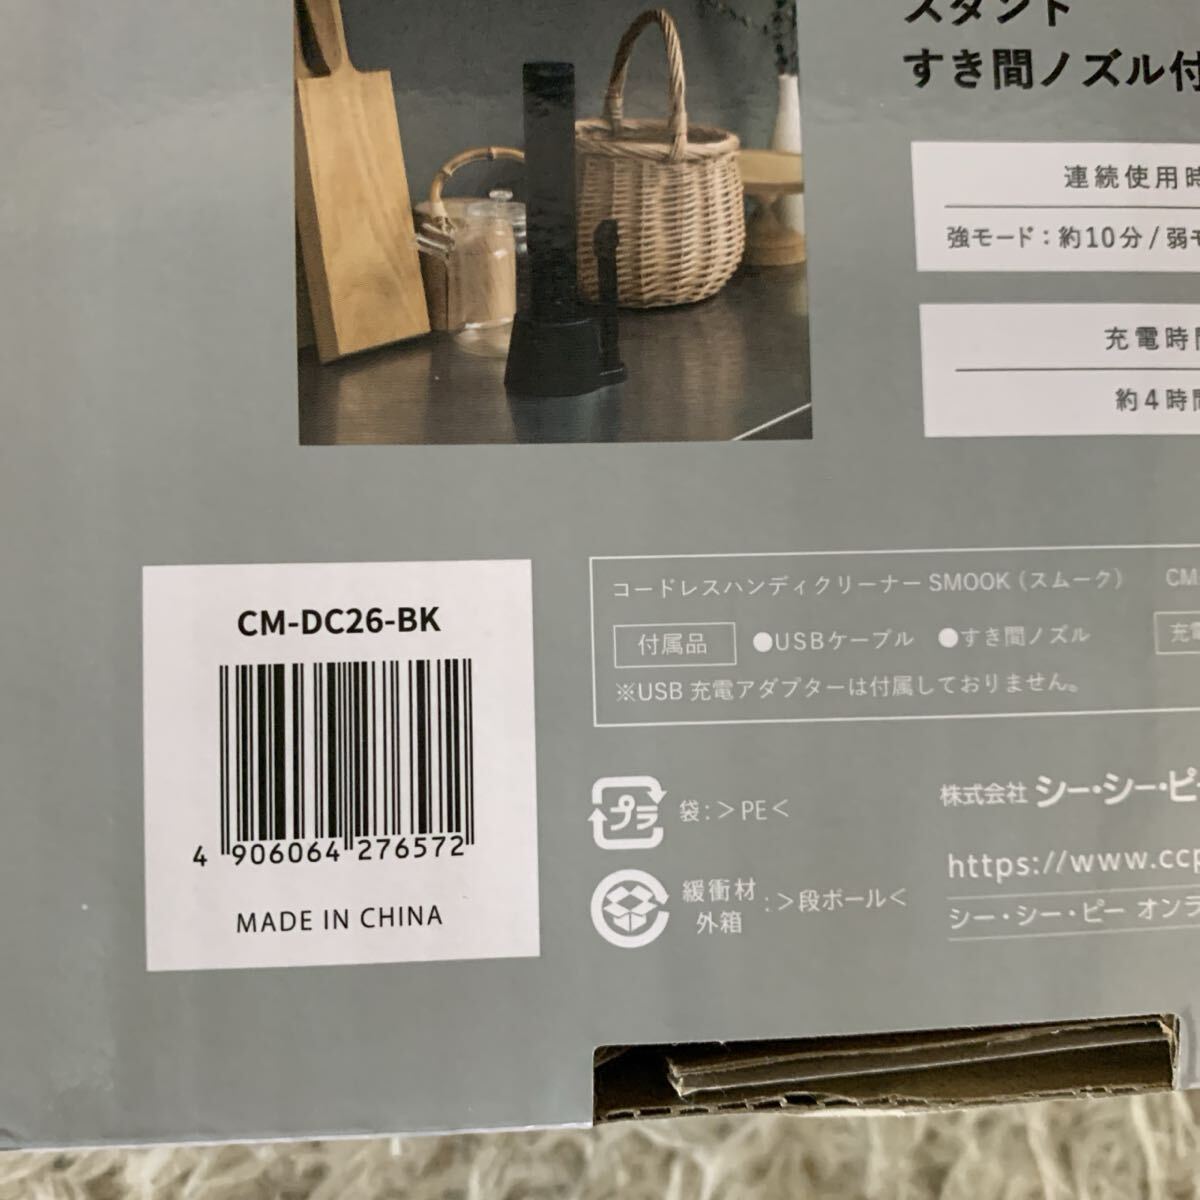 スタンド
すき間ノズル付
連続使用時
強モード：約10分 / 弱モ
充電時間
約4時間
CM-DC26-BK
4 906064 276572
MADE IN CHINA
コードレスハンディクリーナー SMOOK（スムーク） CM
付属品 ●USBケーブル ●すき間ノズル 充電
※USB 充電アダプターは付属しておりません。
プラ 袋：＞PE＜
緩衝材
外箱 ：＞段ボール＜
株式会社 シー・シー・ピー
https://www.ccp
シー・シー・ピー オンラ